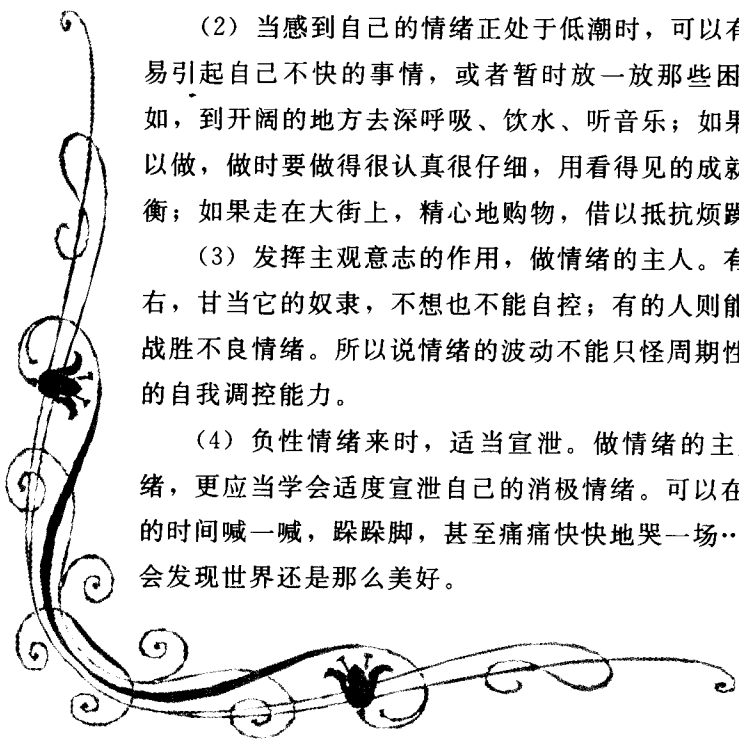 （2）当感到自己的情绪正处于低潮时，可以有
易引起自己不快的事情，或者暂时放一放那些困
如，到开阔的地方去深呼吸、饮水、听音乐；如果
以做，做时要做得很认真很仔细，用看得见的成就
衡；如果走在大街上，精心地购物，借以抵抗烦躁
（3）发挥主观意志的作用，做情绪的主人。有
右，甘当它的奴隶，不想也不能自控；有的人则能
战胜不良情绪。所以说情绪的波动不能只怪周期性
的自我调控能力。
（4）负性情绪来时，适当宣泄。做情绪的主
绪，更应当学会适度宣泄自己的消极情绪。可以在
的时间喊一喊，跺跺脚，甚至痛痛快快地哭一场…
会发现世界还是那么美好。